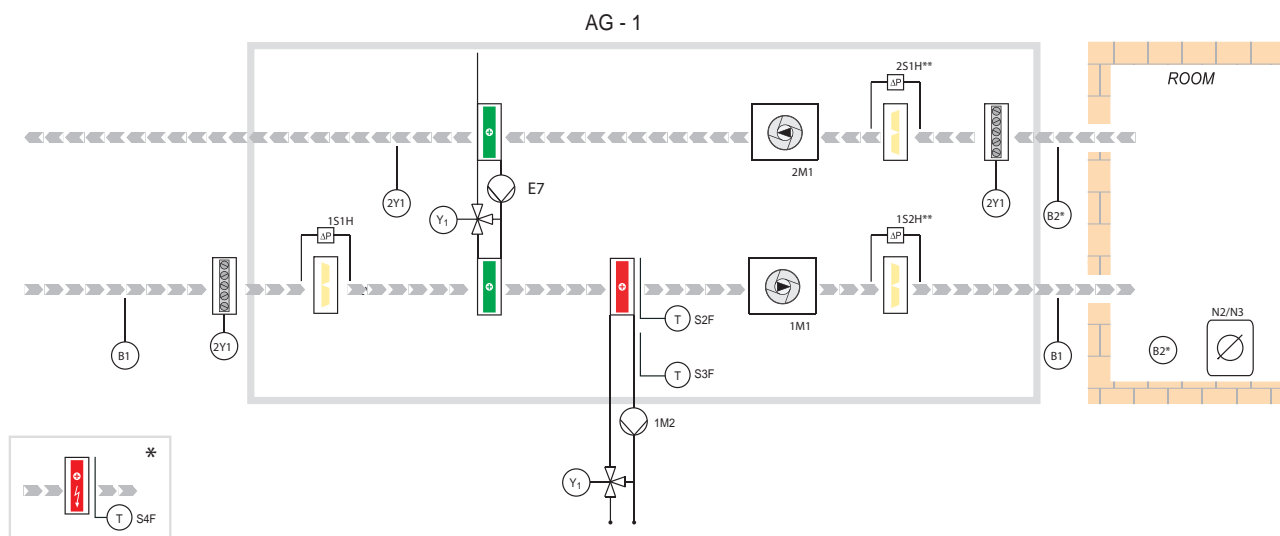 AG - 1
2S1H**
ROOM
ΔP
2M1
2Y1
E7
2Y1
B2*
Y1
1S1H
1S2H**
ΔP
ΔP
N2/N3
S2F
1M1
B1
2Y1
B1
B2*
T
T
S3F
1M2
*
Y1
T
S4F